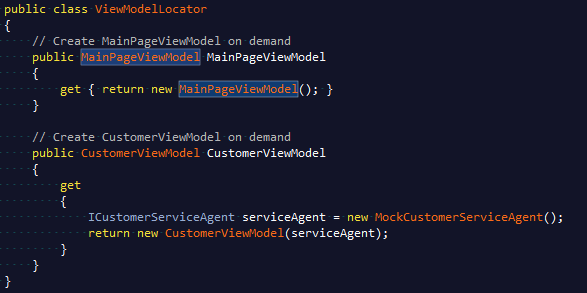 public class ViewModelLocator
{
    // Create MainPageViewModel on demand
    public MainPageViewModel MainPageViewModel
    {
        get { return new MainPageViewModel(); }
    }

    // Create CustomerViewModel on demand
    public CustomerViewModel CustomerViewModel
    {
        get
        {
            ICustomerServiceAgent serviceAgent = new MockCustomerServiceAgent();
            return new CustomerViewModel(serviceAgent);
        }
    }
}